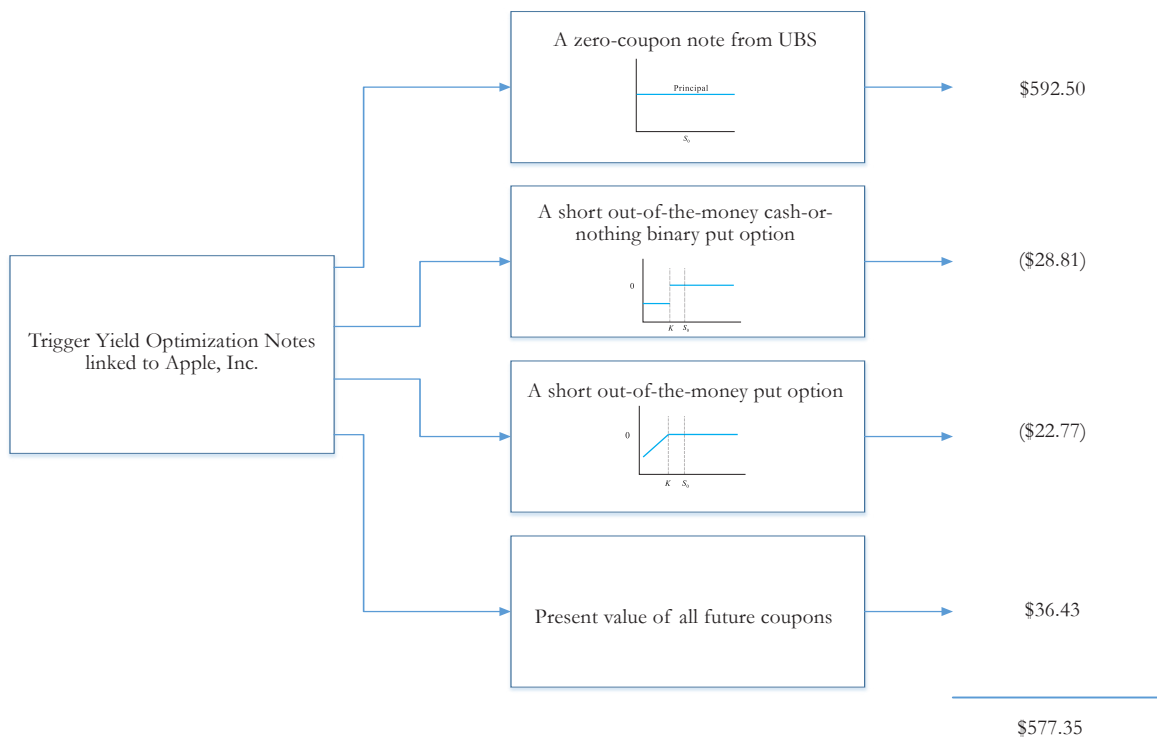 A zero-coupon note from UBS
Principal
S0
$592.50
A short out-of-the-money cash-or-
nothing binary put option
0
K S0
($28.81)
Trigger Yield Optimization Notes
linked to Apple, Inc.
A short out-of-the-money put option
0
K S0
($22.77)
Present value of all future coupons
$36.43
$577.35